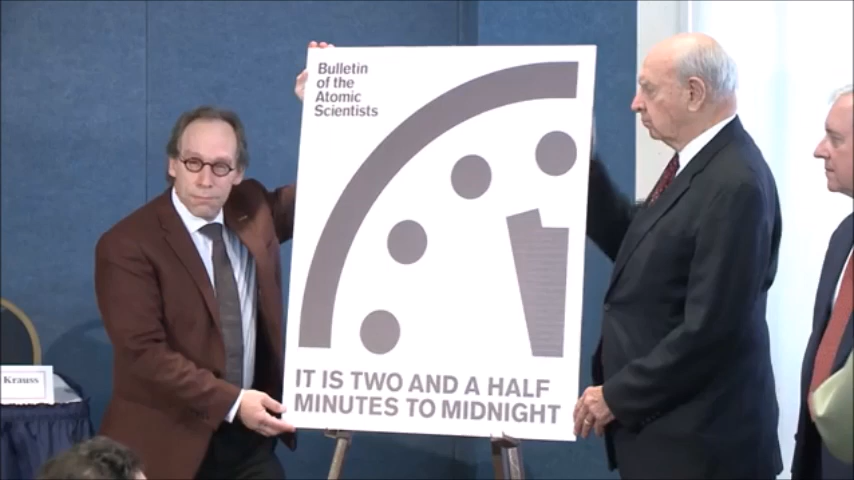 Bulletin
of the
Atomic
Scientists
IT IS TWO AND A HALF
MINUTES TO MIDNIGHT
Krauss